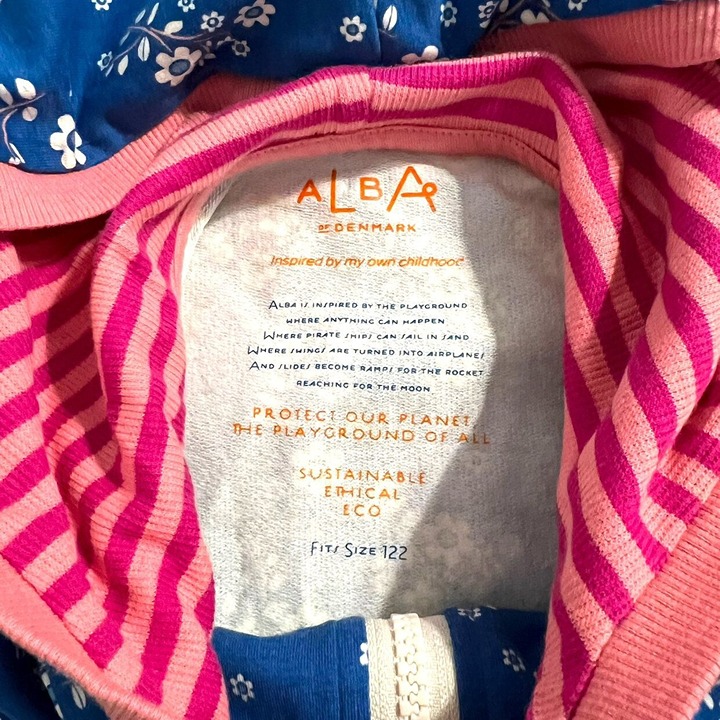 ALBA
OF DENMARK
Inspired by my own childhood
ALBA IS INSPIRED BY THE PLAYGROUND
WHERE ANYTHING CAN HAPPEN
WHERE PIRATE SHIPS CAN SAIL IN SAND
WHERE SWINGS ARE TURNED INTO AIRPLANES
AND SLIDES BECOME RAMPS FOR THE ROCKET
REACHING FOR THE MOON
PROTECT OUR PLANET
THE PLAYGROUND OF ALL
SUSTAINABLE
ETHICAL
ECO
FITS SIZE 122